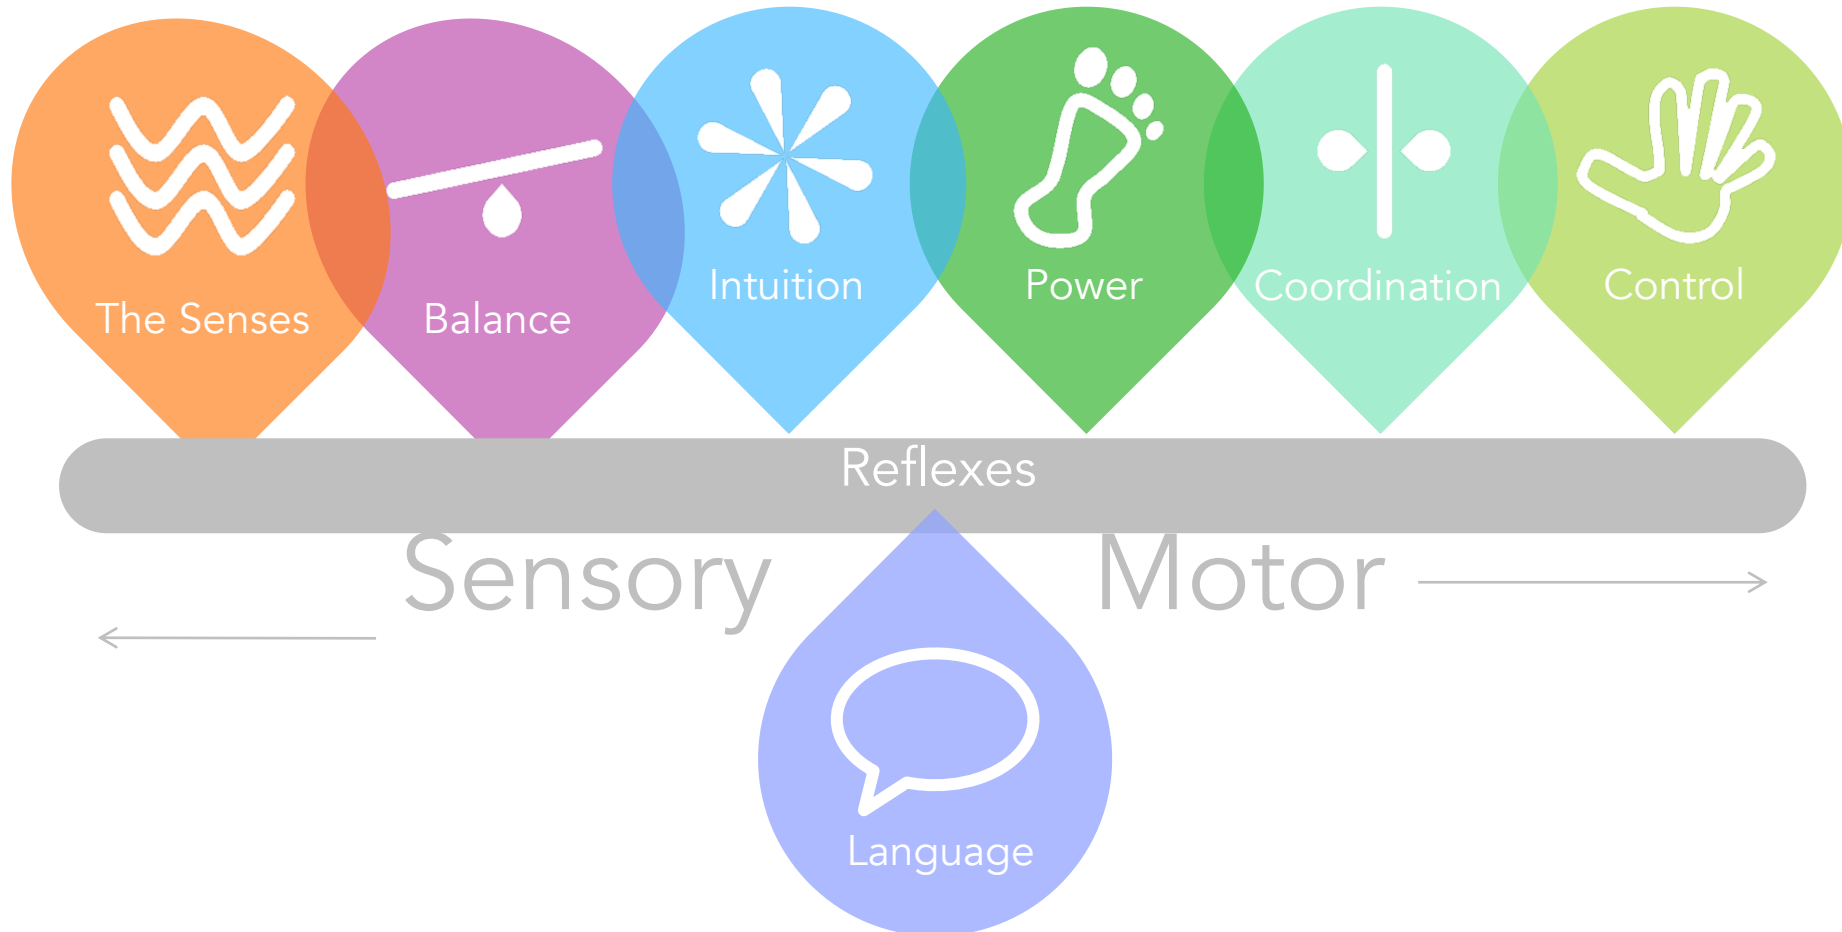 The Senses
Balance
Intuition
Power
Coordination
Control
Reflexes
Sensory
Motor
Language